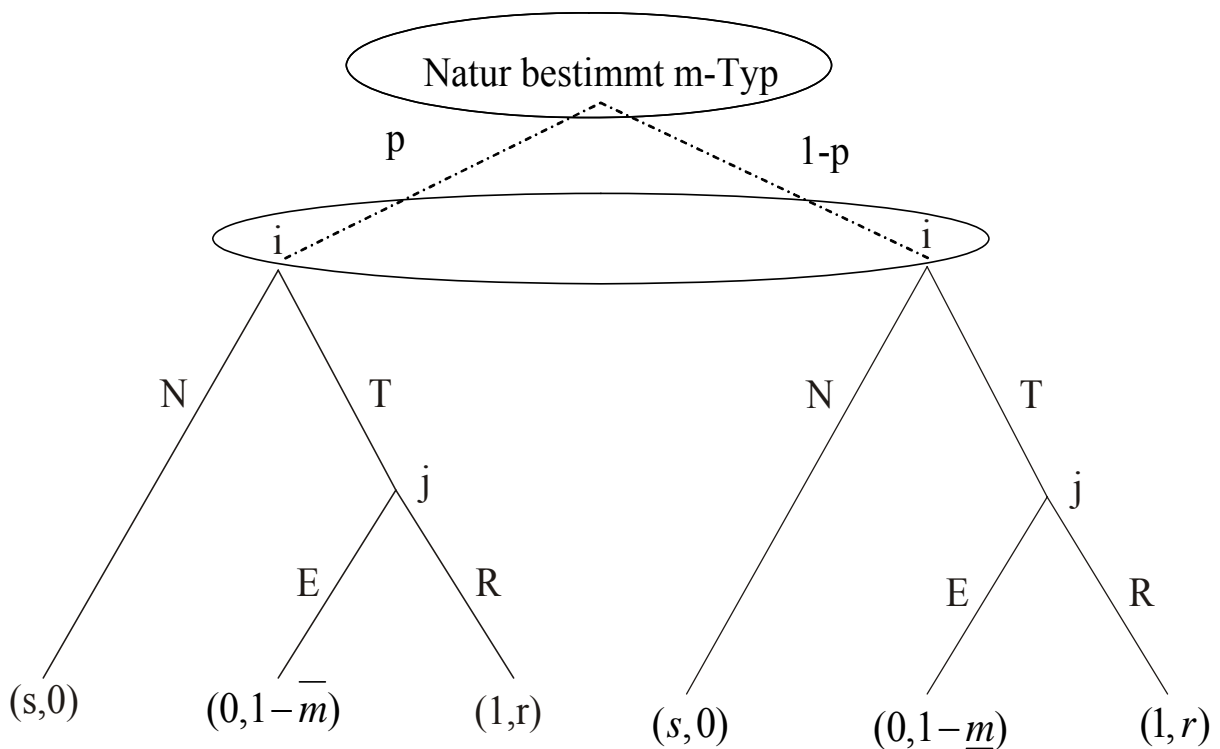 Natur bestimmt m-Typ
p
1-p
i
i
N
T
N
T
j
j
E
R
E
R
(s,0)
(0,1−m̅)
(1,r)
(s,0)
(0,1−m̲)
(1,r)